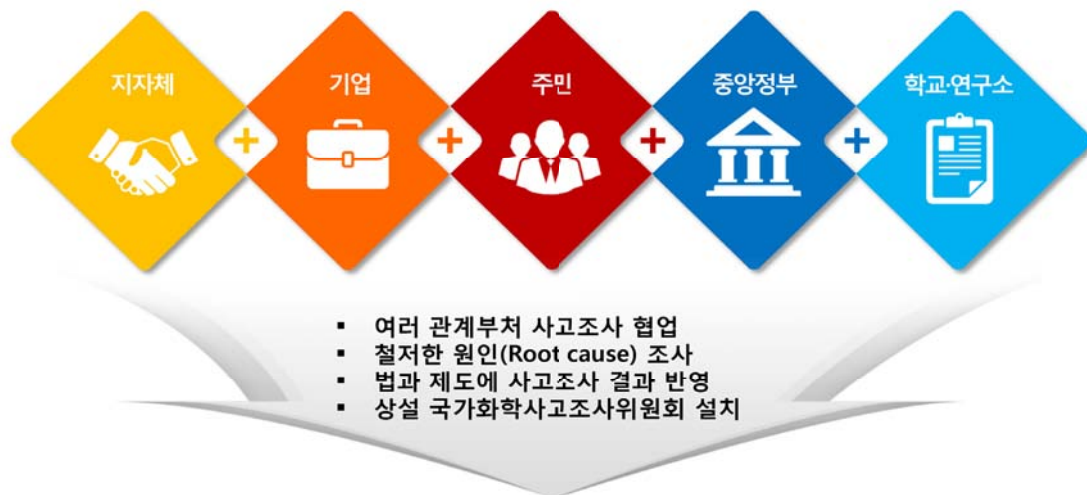 지자체
기업
주민
중앙정부
학교·연구소
+ + + +
▪ 여러 관계부처 사고조사 협업
▪ 철저한 원인(Root cause) 조사
▪ 법과 제도에 사고조사 결과 반영
▪ 상설 국가화학사고조사위원회 설치